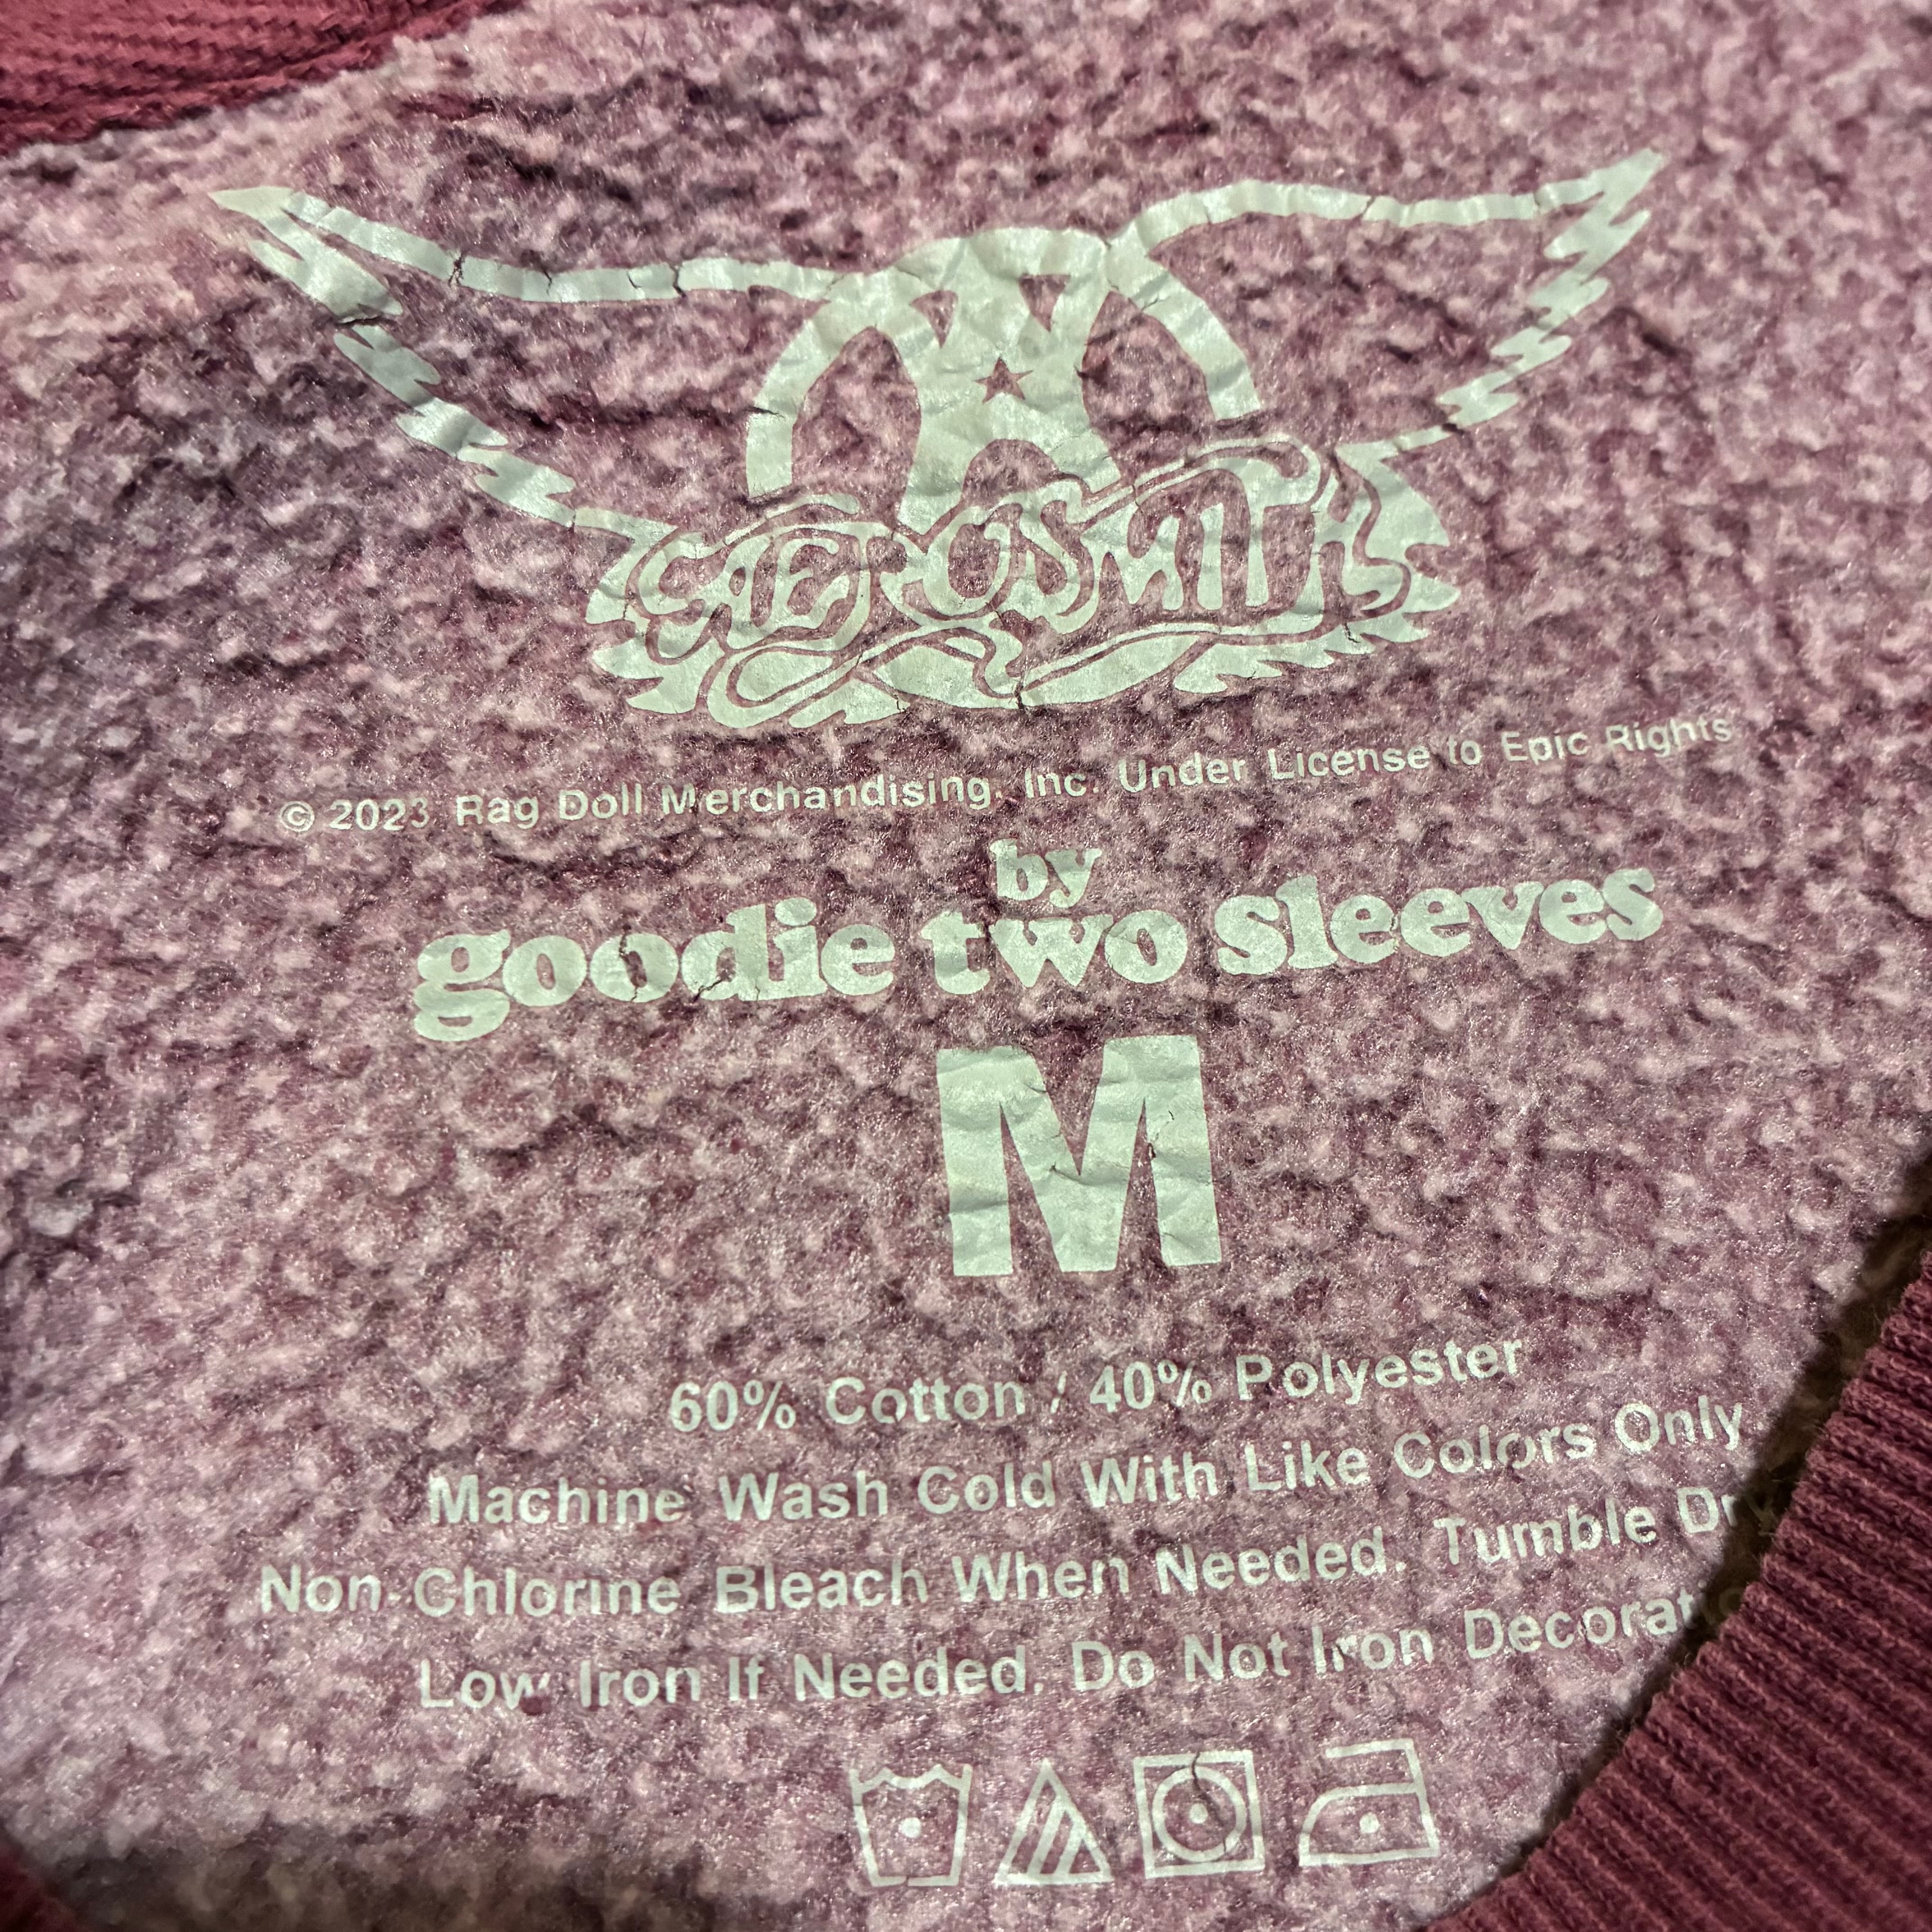 AEROSMITH
© 2023 Rag Doll Merchandising, Inc. Under License to Epic Rights
by
goodie two sleeves
M
60% Cotton / 40% Polyester
Machine Wash Cold With Like Colors Only.
Non-Chlorine Bleach When Needed. Tumble Dry
Low Iron If Needed. Do Not Iron